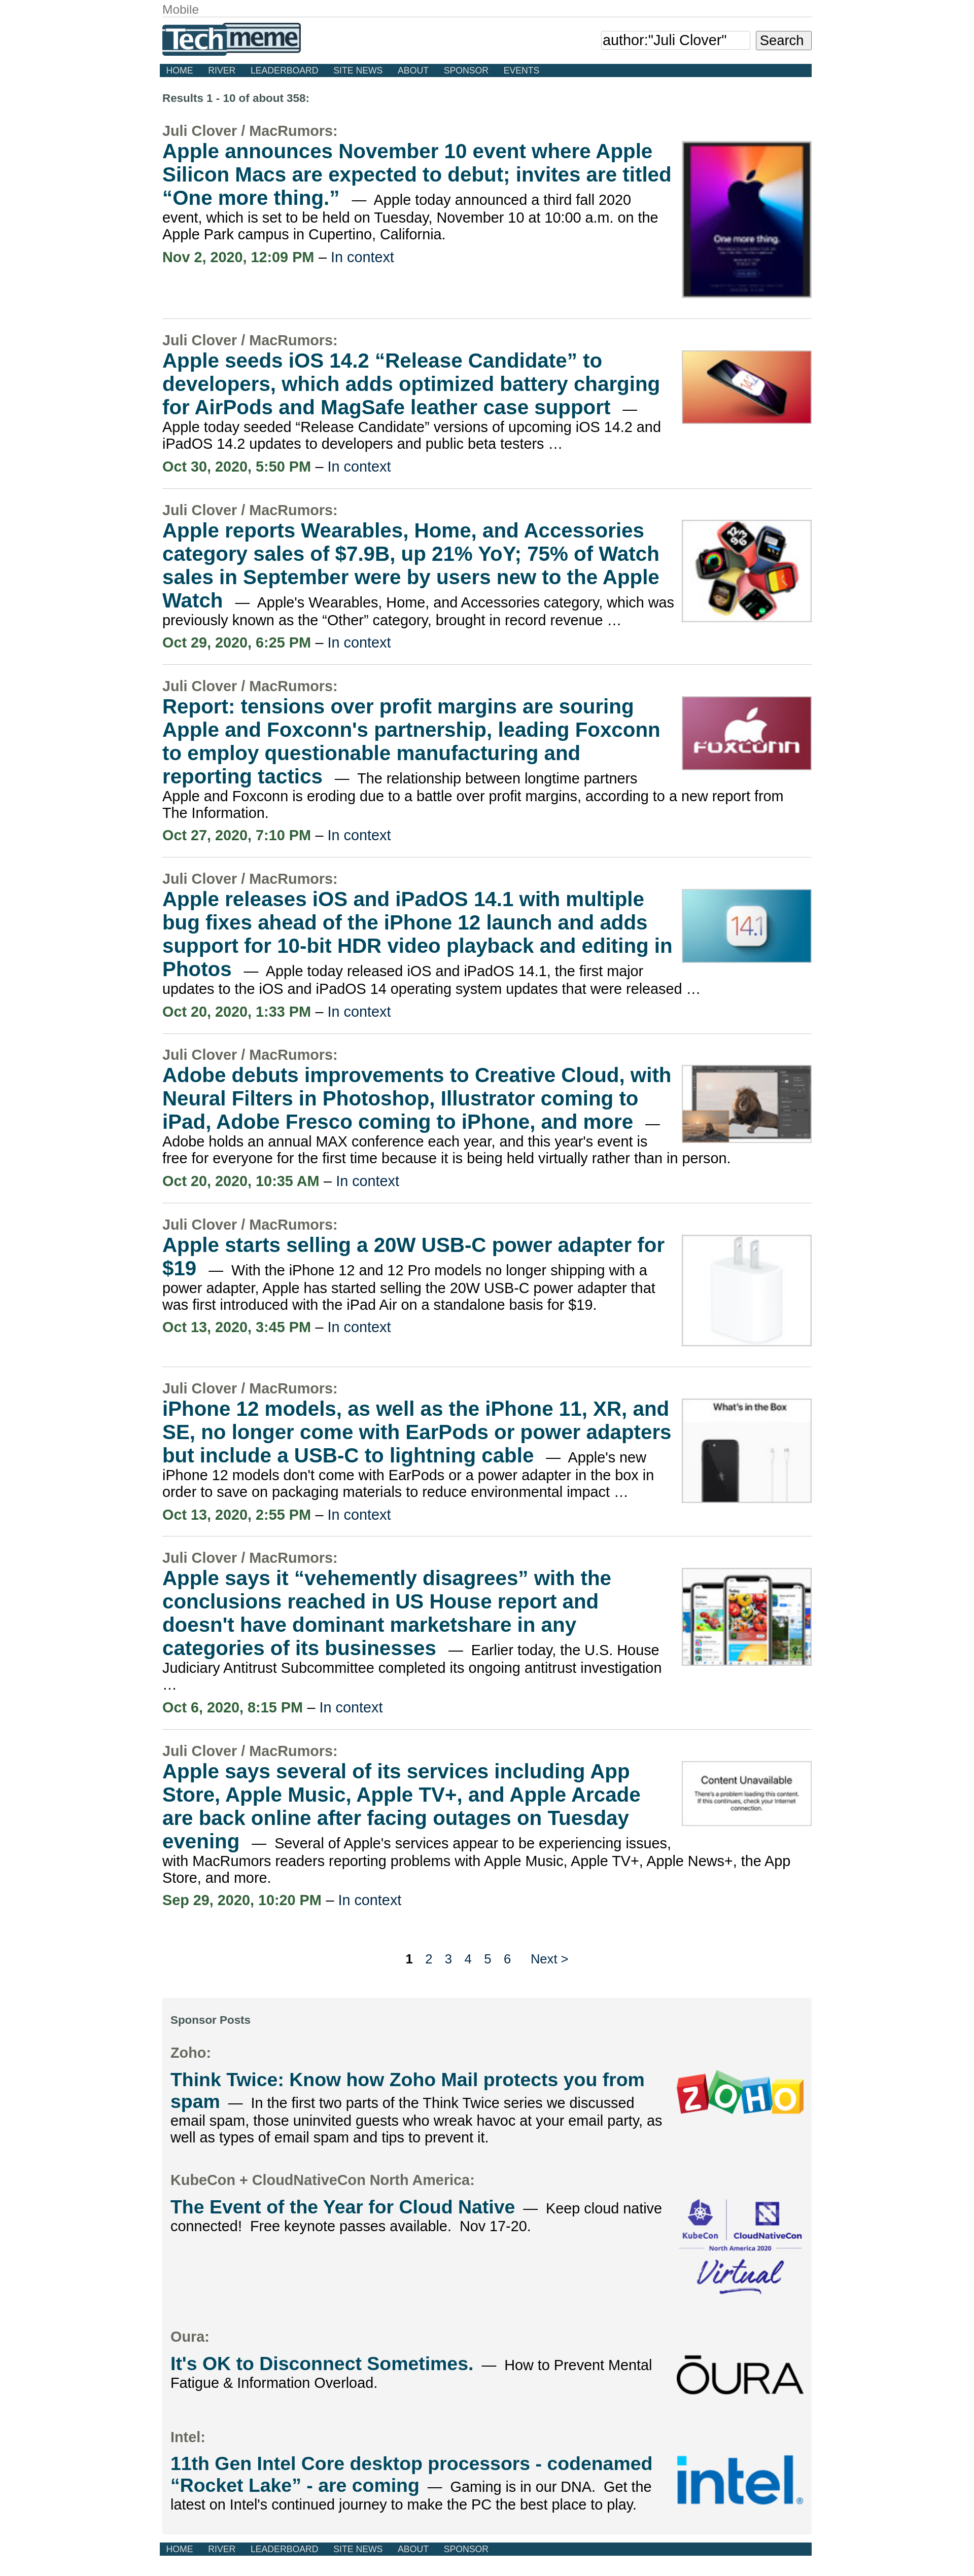 Mobile
Techmeme
author:"Juli Clover"
Search
HOME RIVER LEADERBOARD SITE NEWS ABOUT SPONSOR EVENTS
Results 1 - 10 of about 358:
Juli Clover / MacRumors:
Apple announces November 10 event where Apple
Silicon Macs are expected to debut; invites are titled
“One more thing.” — Apple today announced a third fall 2020
event, which is set to be held on Tuesday, November 10 at 10:00 a.m. on the
Apple Park campus in Cupertino, California.
One more thing.
Nov 2, 2020, 12:09 PM – In context
Juli Clover / MacRumors:
Apple seeds iOS 14.2 “Release Candidate” to
developers, which adds optimized battery charging
for AirPods and MagSafe leather case support —
Apple today seeded “Release Candidate” versions of upcoming iOS 14.2 and
iPadOS 14.2 updates to developers and public beta testers …
14.2
Oct 30, 2020, 5:50 PM – In context
Juli Clover / MacRumors:
Apple reports Wearables, Home, and Accessories
category sales of $7.9B, up 21% YoY; 75% of Watch
sales in September were by users new to the Apple
Watch — Apple's Wearables, Home, and Accessories category, which was
previously known as the “Other” category, brought in record revenue …
Oct 29, 2020, 6:25 PM – In context
Juli Clover / MacRumors:
Report: tensions over profit margins are souring
Apple and Foxconn's partnership, leading Foxconn
to employ questionable manufacturing and
reporting tactics — The relationship between longtime partners
Apple and Foxconn is eroding due to a battle over profit margins, according to a new report from
The Information.
FOXCONN
Oct 27, 2020, 7:10 PM – In context
Juli Clover / MacRumors:
Apple releases iOS and iPadOS 14.1 with multiple
bug fixes ahead of the iPhone 12 launch and adds
support for 10-bit HDR video playback and editing in
Photos — Apple today released iOS and iPadOS 14.1, the first major
updates to the iOS and iPadOS 14 operating system updates that were released …
14.1
Oct 20, 2020, 1:33 PM – In context
Juli Clover / MacRumors:
Adobe debuts improvements to Creative Cloud, with
Neural Filters in Photoshop, Illustrator coming to
iPad, Adobe Fresco coming to iPhone, and more —
Adobe holds an annual MAX conference each year, and this year's event is
free for everyone for the first time because it is being held virtually rather than in person.
Oct 20, 2020, 10:35 AM – In context
Juli Clover / MacRumors:
Apple starts selling a 20W USB-C power adapter for
$19 — With the iPhone 12 and 12 Pro models no longer shipping with a
power adapter, Apple has started selling the 20W USB-C power adapter that
was first introduced with the iPad Air on a standalone basis for $19.
Oct 13, 2020, 3:45 PM – In context
Juli Clover / MacRumors:
iPhone 12 models, as well as the iPhone 11, XR, and
SE, no longer come with EarPods or power adapters
but include a USB-C to lightning cable — Apple's new
iPhone 12 models don't come with EarPods or a power adapter in the box in
order to save on packaging materials to reduce environmental impact …
What's in the Box
Oct 13, 2020, 2:55 PM – In context
Juli Clover / MacRumors:
Apple says it “vehemently disagrees” with the
conclusions reached in US House report and
doesn't have dominant marketshare in any
categories of its businesses — Earlier today, the U.S. House
Judiciary Antitrust Subcommittee completed its ongoing antitrust investigation
…
Oct 6, 2020, 8:15 PM – In context
Juli Clover / MacRumors:
Apple says several of its services including App
Store, Apple Music, Apple TV+, and Apple Arcade
are back online after facing outages on Tuesday
evening — Several of Apple's services appear to be experiencing issues,
with MacRumors readers reporting problems with Apple Music, Apple TV+, Apple News+, the App
Store, and more.
Content Unavailable
There's a problem loading this content.
If this continues, check your Internet
connection.
Sep 29, 2020, 10:20 PM – In context
1 2 3 4 5 6 Next >
Sponsor Posts
Zoho:
Think Twice: Know how Zoho Mail protects you from
spam — In the first two parts of the Think Twice series we discussed
email spam, those uninvited guests who wreak havoc at your email party, as
well as types of email spam and tips to prevent it.
ZOHO
KubeCon + CloudNativeCon North America:
The Event of the Year for Cloud Native — Keep cloud native
connected! Free keynote passes available. Nov 17-20.
KubeCon CloudNativeCon
North America 2020
Virtual
Oura:
It's OK to Disconnect Sometimes. — How to Prevent Mental
Fatigue & Information Overload.
ŌURA
Intel:
11th Gen Intel Core desktop processors - codenamed
“Rocket Lake” - are coming — Gaming is in our DNA. Get the
latest on Intel's continued journey to make the PC the best place to play.
intel®
HOME RIVER LEADERBOARD SITE NEWS ABOUT SPONSOR